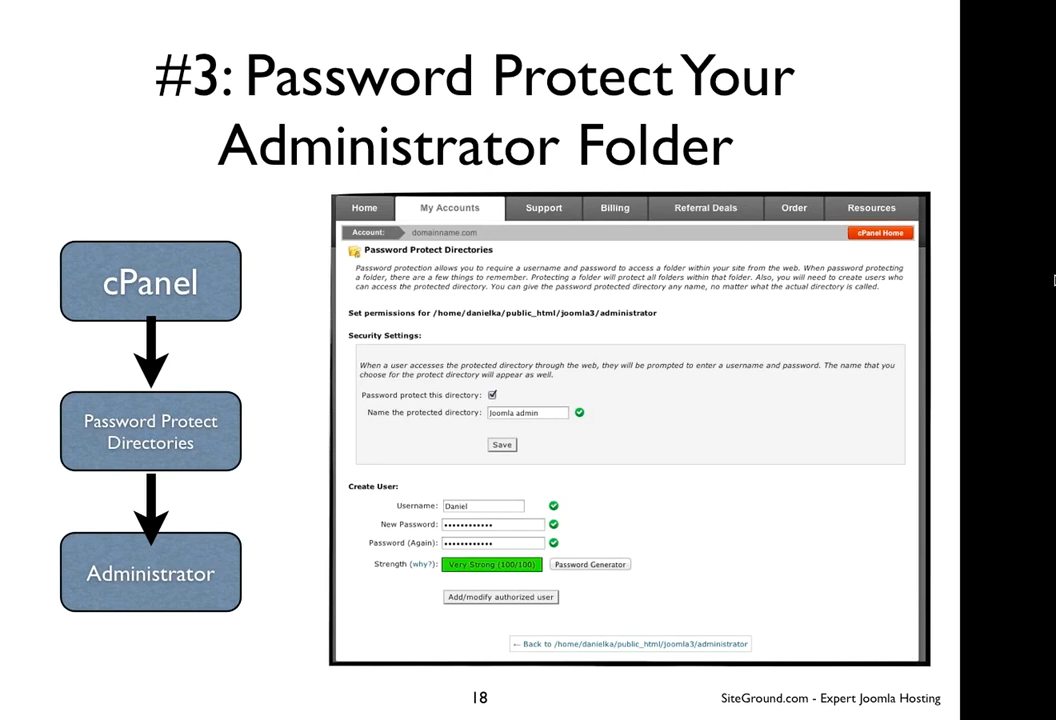 #3: Password Protect Your
Administrator Folder
cPanel
Password Protect
Directories
Administrator
Home My Accounts Support Billing Referral Deals Order Resources
Account: domainname.com cPanel Home
Password Protect Directories
Password protection allows you to require a username and password to access a folder within your site from the web. When password protecting
a folder, there are a few things to remember. Protecting a folder will protect all folders within that folder. Also, you will need to create users who
can access the protected directory. You can give the password protected directory any name, no matter what the actual directory is called.
Set permissions for /home/danielka/public_html/joomla3/administrator
Security Settings:
When a user accesses the protected directory through the web, they will be prompted to enter a username and password. The name that you
choose for the protect directory will appear as well.
Password protect this directory:
Name the protected directory: Joomla admin
Save
Create User:
Username: Daniel
New Password: ••••••••••••
Password (Again): ••••••••••••
Strength (why?): Very Strong (100/100) Password Generator
Add/modify authorized user
← Back to /home/danielka/public_html/joomla3/administrator
18
SiteGround.com - Expert Joomla Hosting